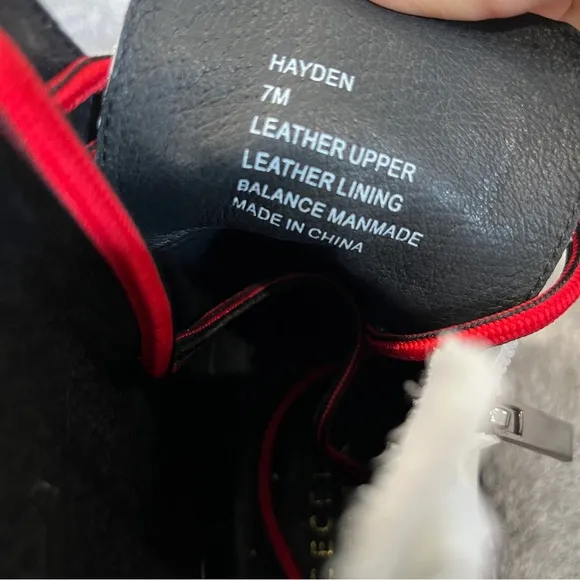 HAYDEN
7M
LEATHER UPPER
LEATHER LINING
BALANCE MANMADE
MADE IN CHINA